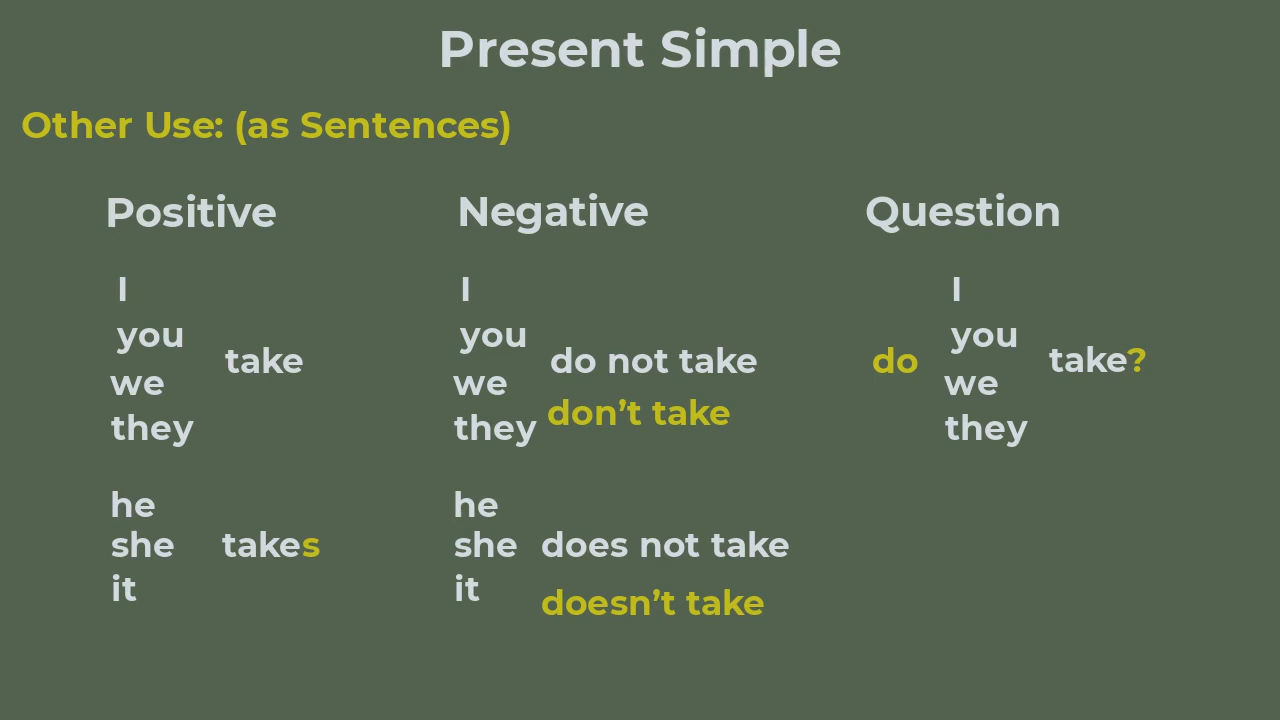 Present Simple
Other Use: (as Sentences)
Positive
I
you
we
they
take
he
she
it
takes
Negative
I
you
we
they
do not take
don't take
he
she
it
does not take
doesn't take
Question
do
I
you
we
they
take?